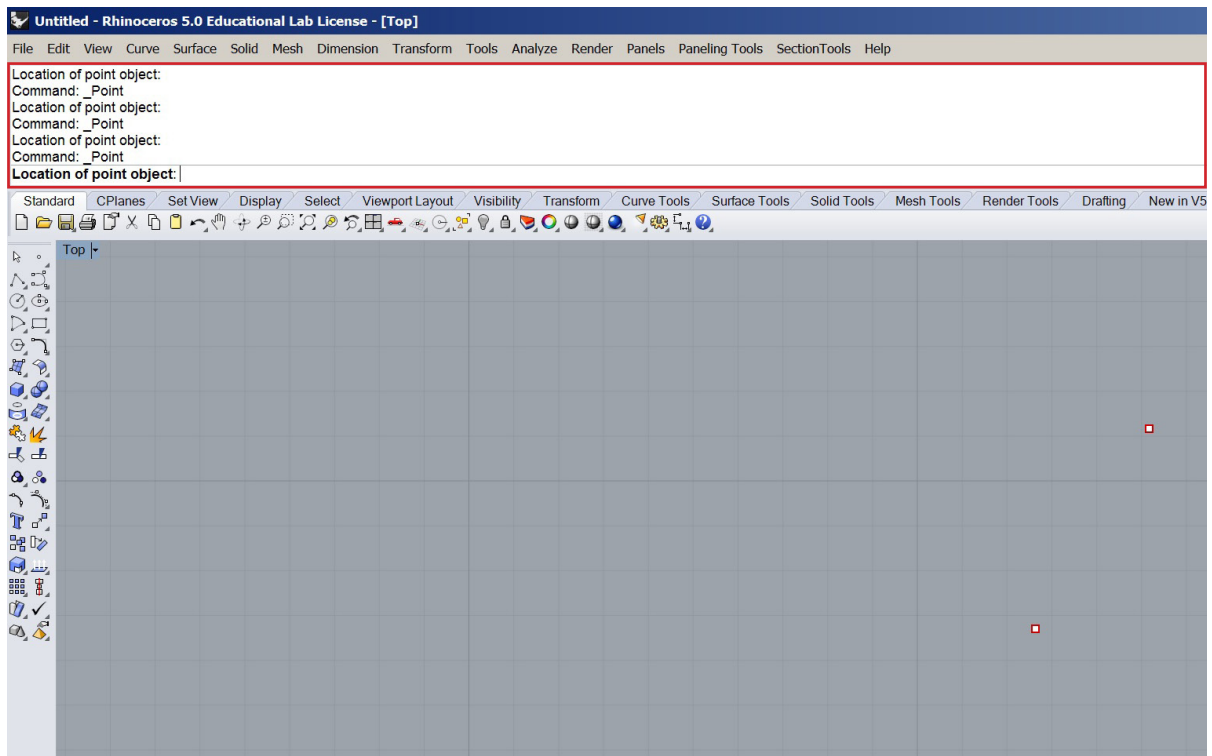 Untitled - Rhinoceros 5.0 Educational Lab License - [Top]
File Edit View Curve Surface Solid Mesh Dimension Transform Tools Analyze Render Panels Paneling Tools SectionTools Help
Location of point object:
Command: _Point
Location of point object:
Command: _Point
Location of point object:
Command: _Point
Location of point object:
Standard CPlanes Set View Display Select Viewport Layout Visibility Transform Curve Tools Surface Tools Solid Tools Mesh Tools Render Tools Drafting New in V5
Top